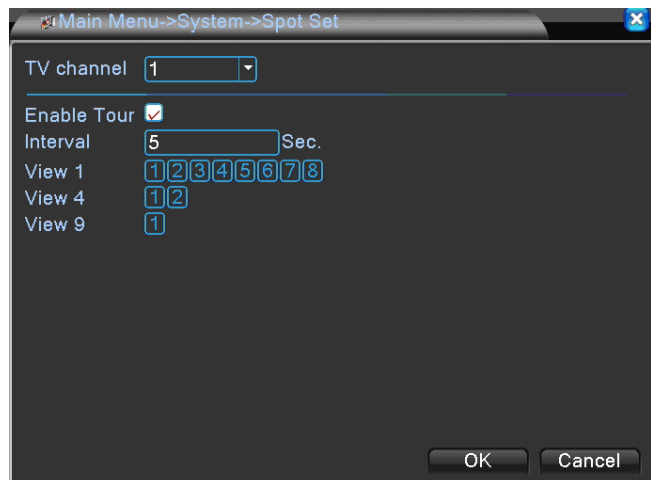 Main Menu->System->Spot Set
TV channel 1
Enable Tour
Interval 5 Sec.
View 1 1 2 3 4 5 6 7 8
View 4 1 2
View 9 1
OK Cancel